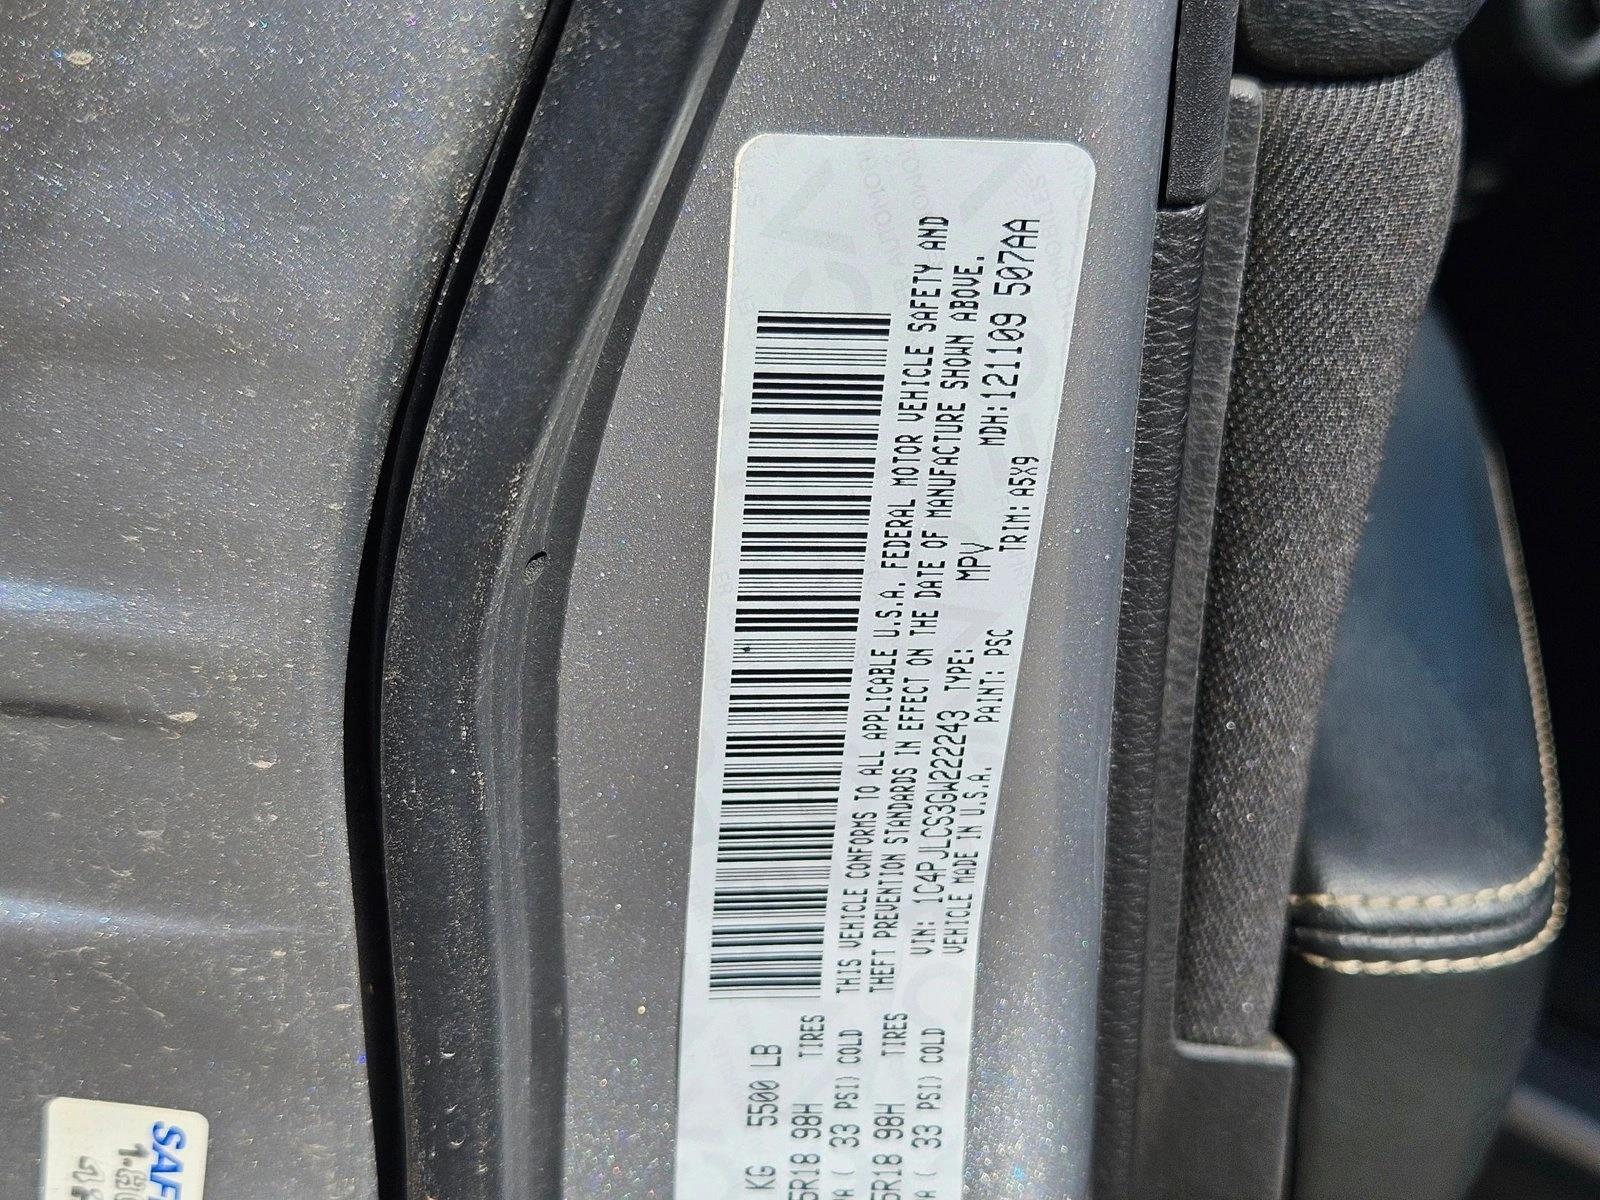 KG 5500 LB
5R18 98H TIRES
A ( 33 PSI) COLD
5R18 98H TIRES
A ( 33 PSI) COLD
THIS VEHICLE CONFORMS TO ALL APPLICABLE U.S.A. FEDERAL MOTOR VEHICLE SAFETY AND
THEFT PREVENTION STANDARDS IN EFFECT ON THE DATE OF MANUFACTURE SHOWN ABOVE.
VIN: 1C4PJLCS3GW222243 TYPE: MPV MDH:121109 507AA
VEHICLE MADE IN U.S.A. PAINT: PSC TRIM: A5X9
SAF